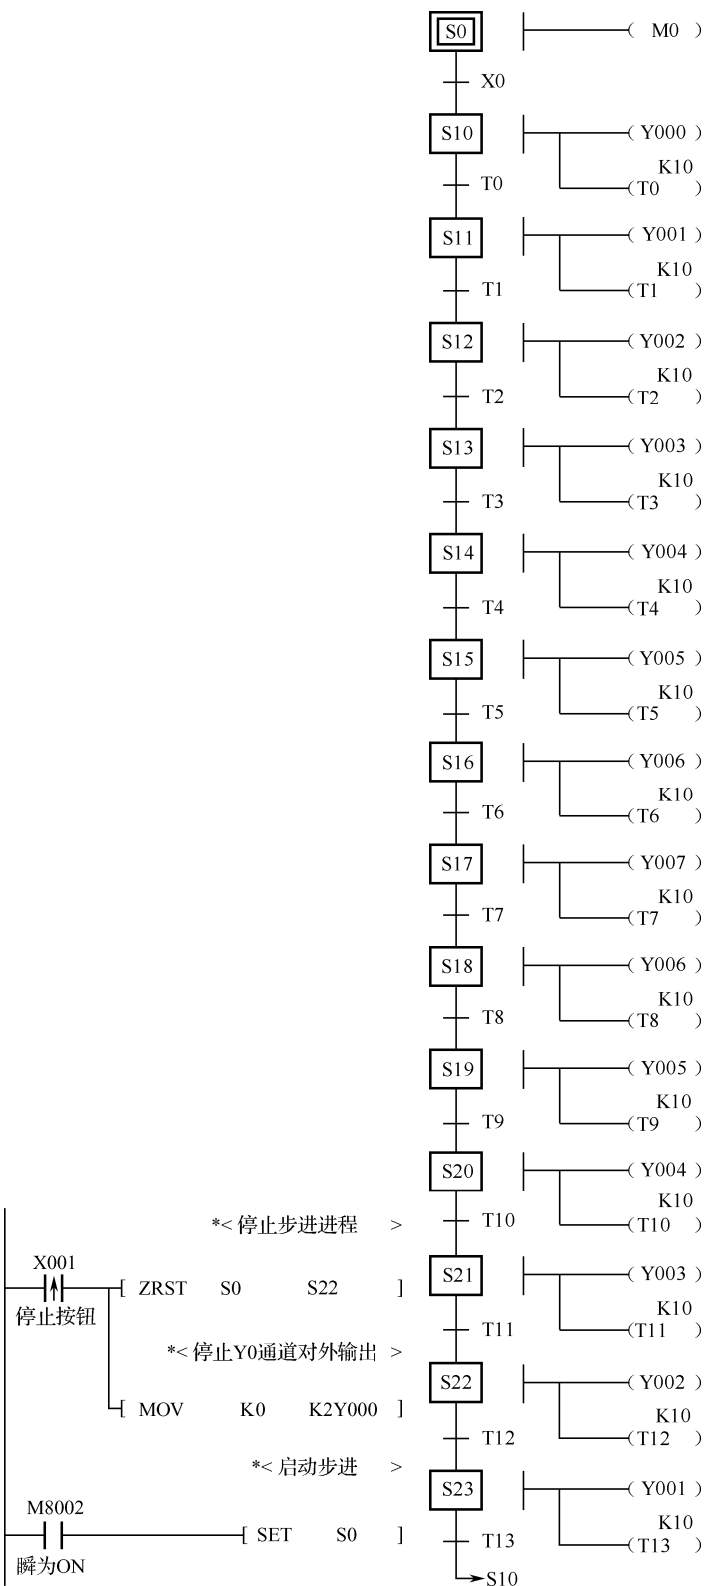 S0 ( M0 )
X0
S10 ( Y000 )
K10
T0 (T0 )
S11 ( Y001 )
K10
T1 (T1 )
S12 ( Y002 )
K10
T2 (T2 )
S13 ( Y003 )
K10
T3 (T3 )
S14 ( Y004 )
K10
T4 (T4 )
S15 ( Y005 )
K10
T5 (T5 )
S16 ( Y006 )
K10
T6 (T6 )
S17 ( Y007 )
K10
T7 (T7 )
S18 ( Y006 )
K10
T8 (T8 )
S19 ( Y005 )
K10
T9 (T9 )
S20 ( Y004 )
K10
T10 (T10 )
S21 ( Y003 )
K10
T11 (T11 )
S22 ( Y002 )
K10
T12 (T12 )
S23 ( Y001 )
K10
T13 (T13 )
S10
*< 停止步进进程 >
X001
[ ZRST S0 S22 ]
停止按钮
*< 停止Y0通道对外输出 >
[ MOV K0 K2Y000 ]
*< 启动步进 >
M8002
[ SET S0 ]
瞬为ON